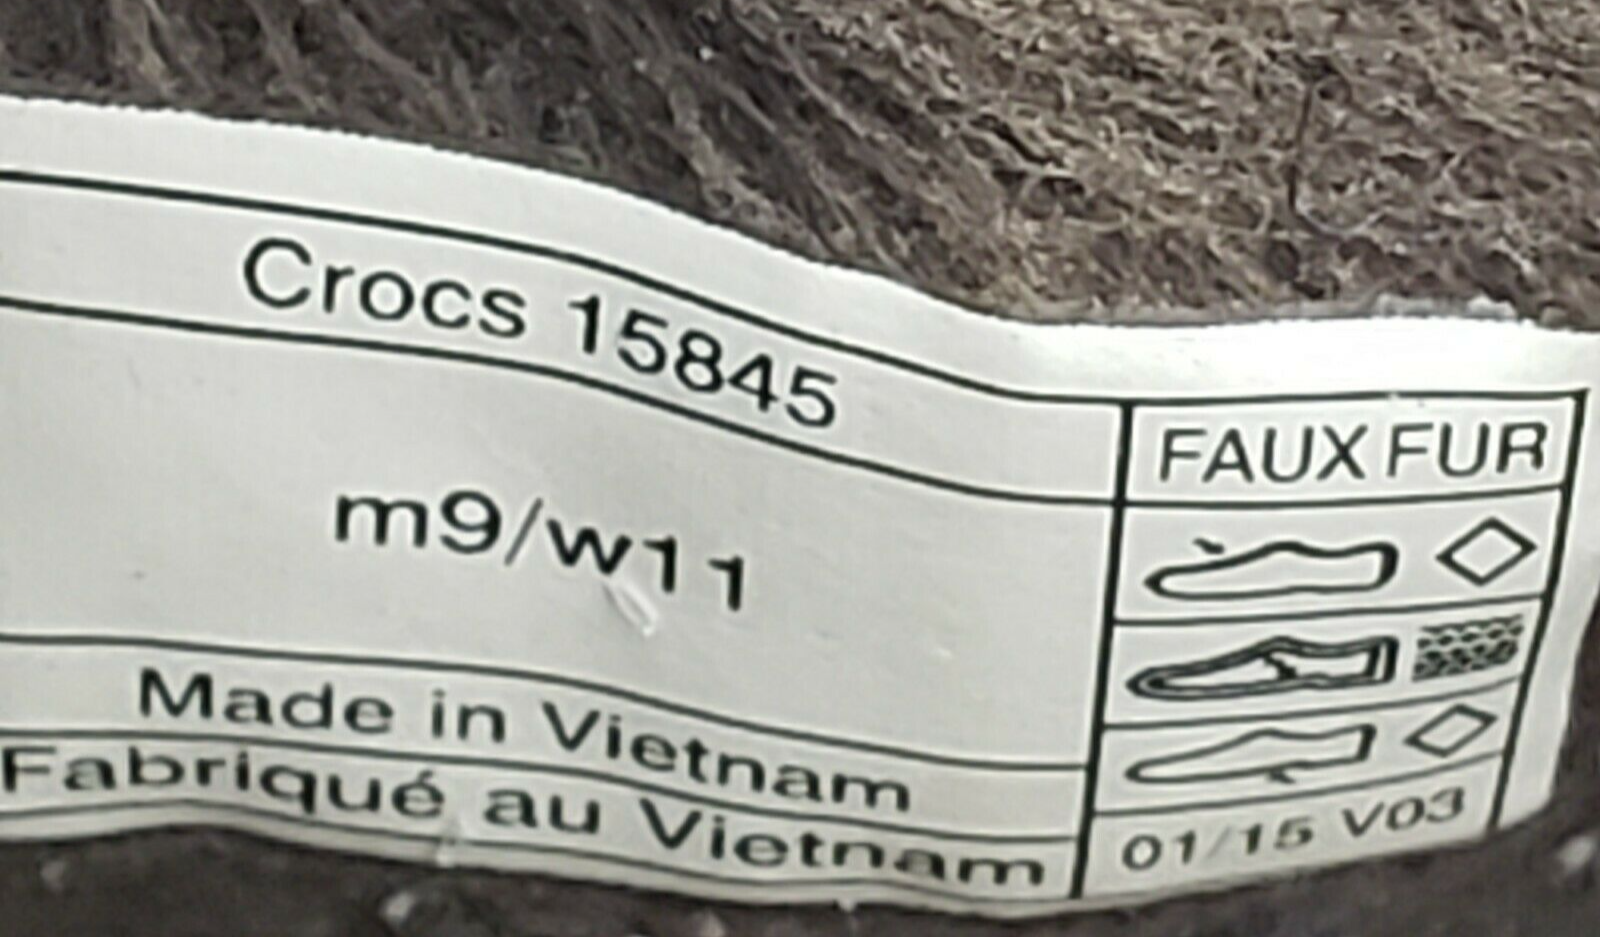 Crocs 15845
m9/w11
Made in Vietnam
Fabriqué au Vietnam
FAUX FUR
01/15 V03